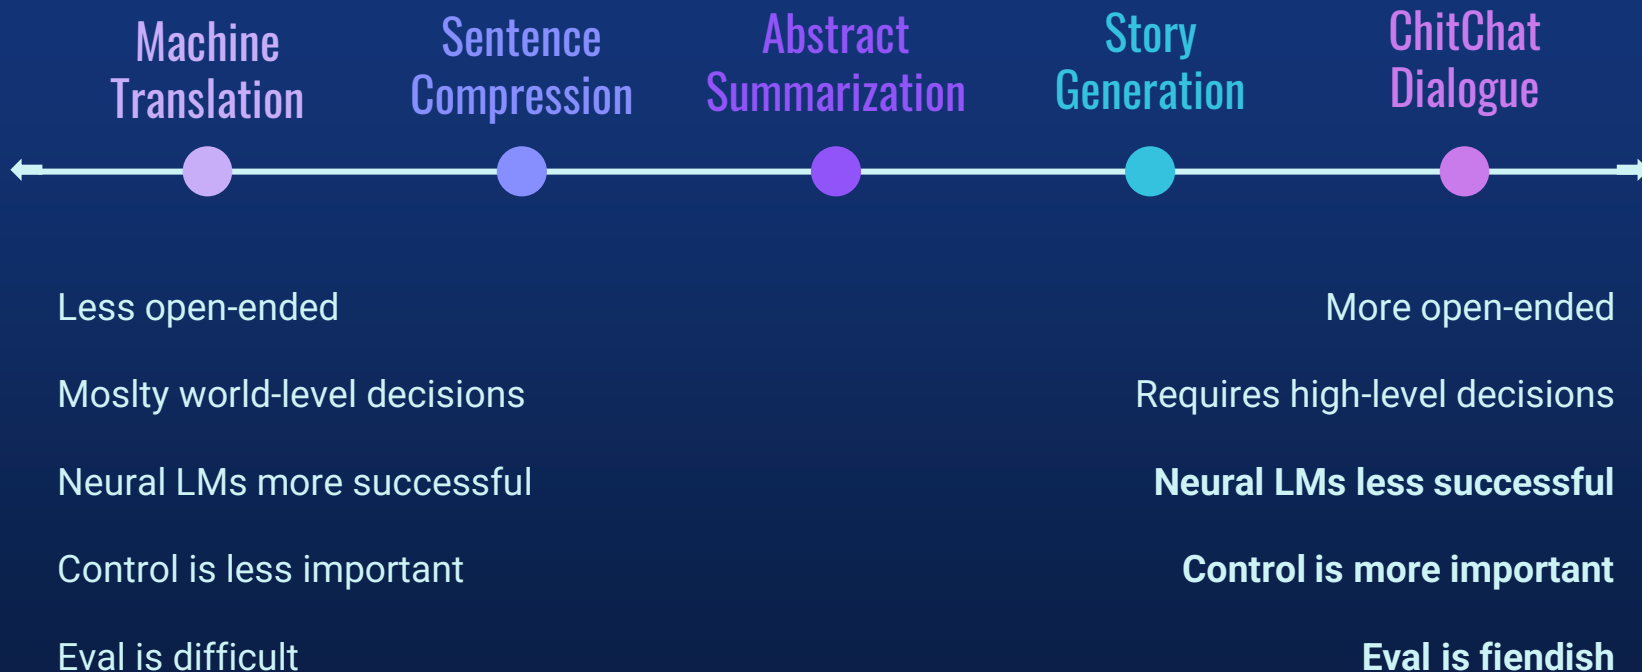 Machine
Translation
Sentence
Compression
Abstract
Summarization
Story
Generation
ChitChat
Dialogue
Less open-ended
More open-ended
Moslty world-level decisions
Requires high-level decisions
Neural LMs more successful
Neural LMs less successful
Control is less important
Control is more important
Eval is difficult
Eval is fiendish